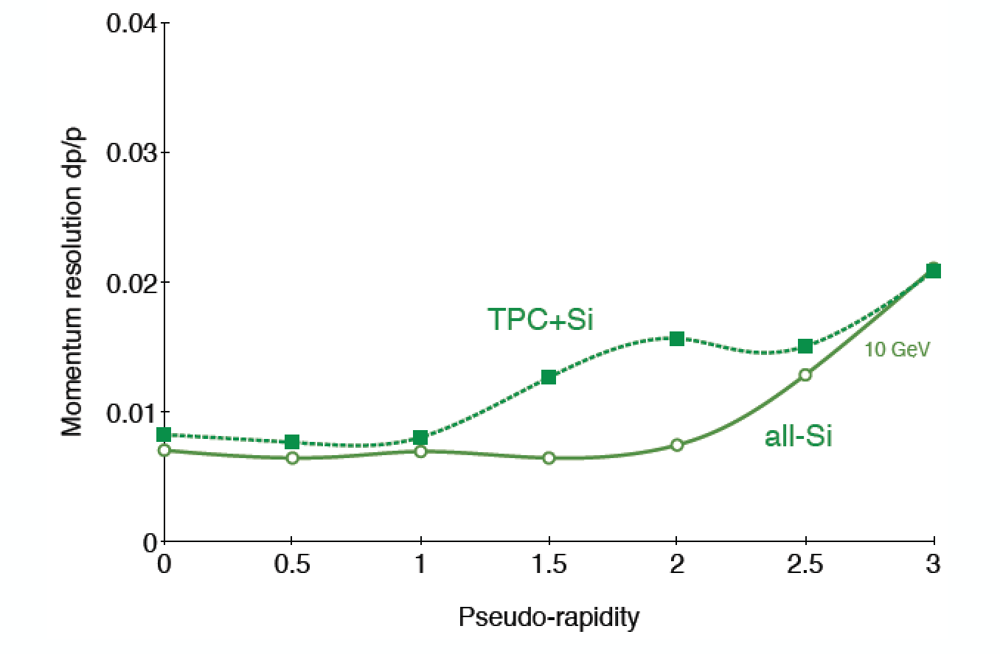 0.04
0.03
0.02
0.01
0
Momentum resolution dp/p
TPC+Si
10 GeV
all-Si
0 0.5 1 1.5 2 2.5 3
Pseudo-rapidity